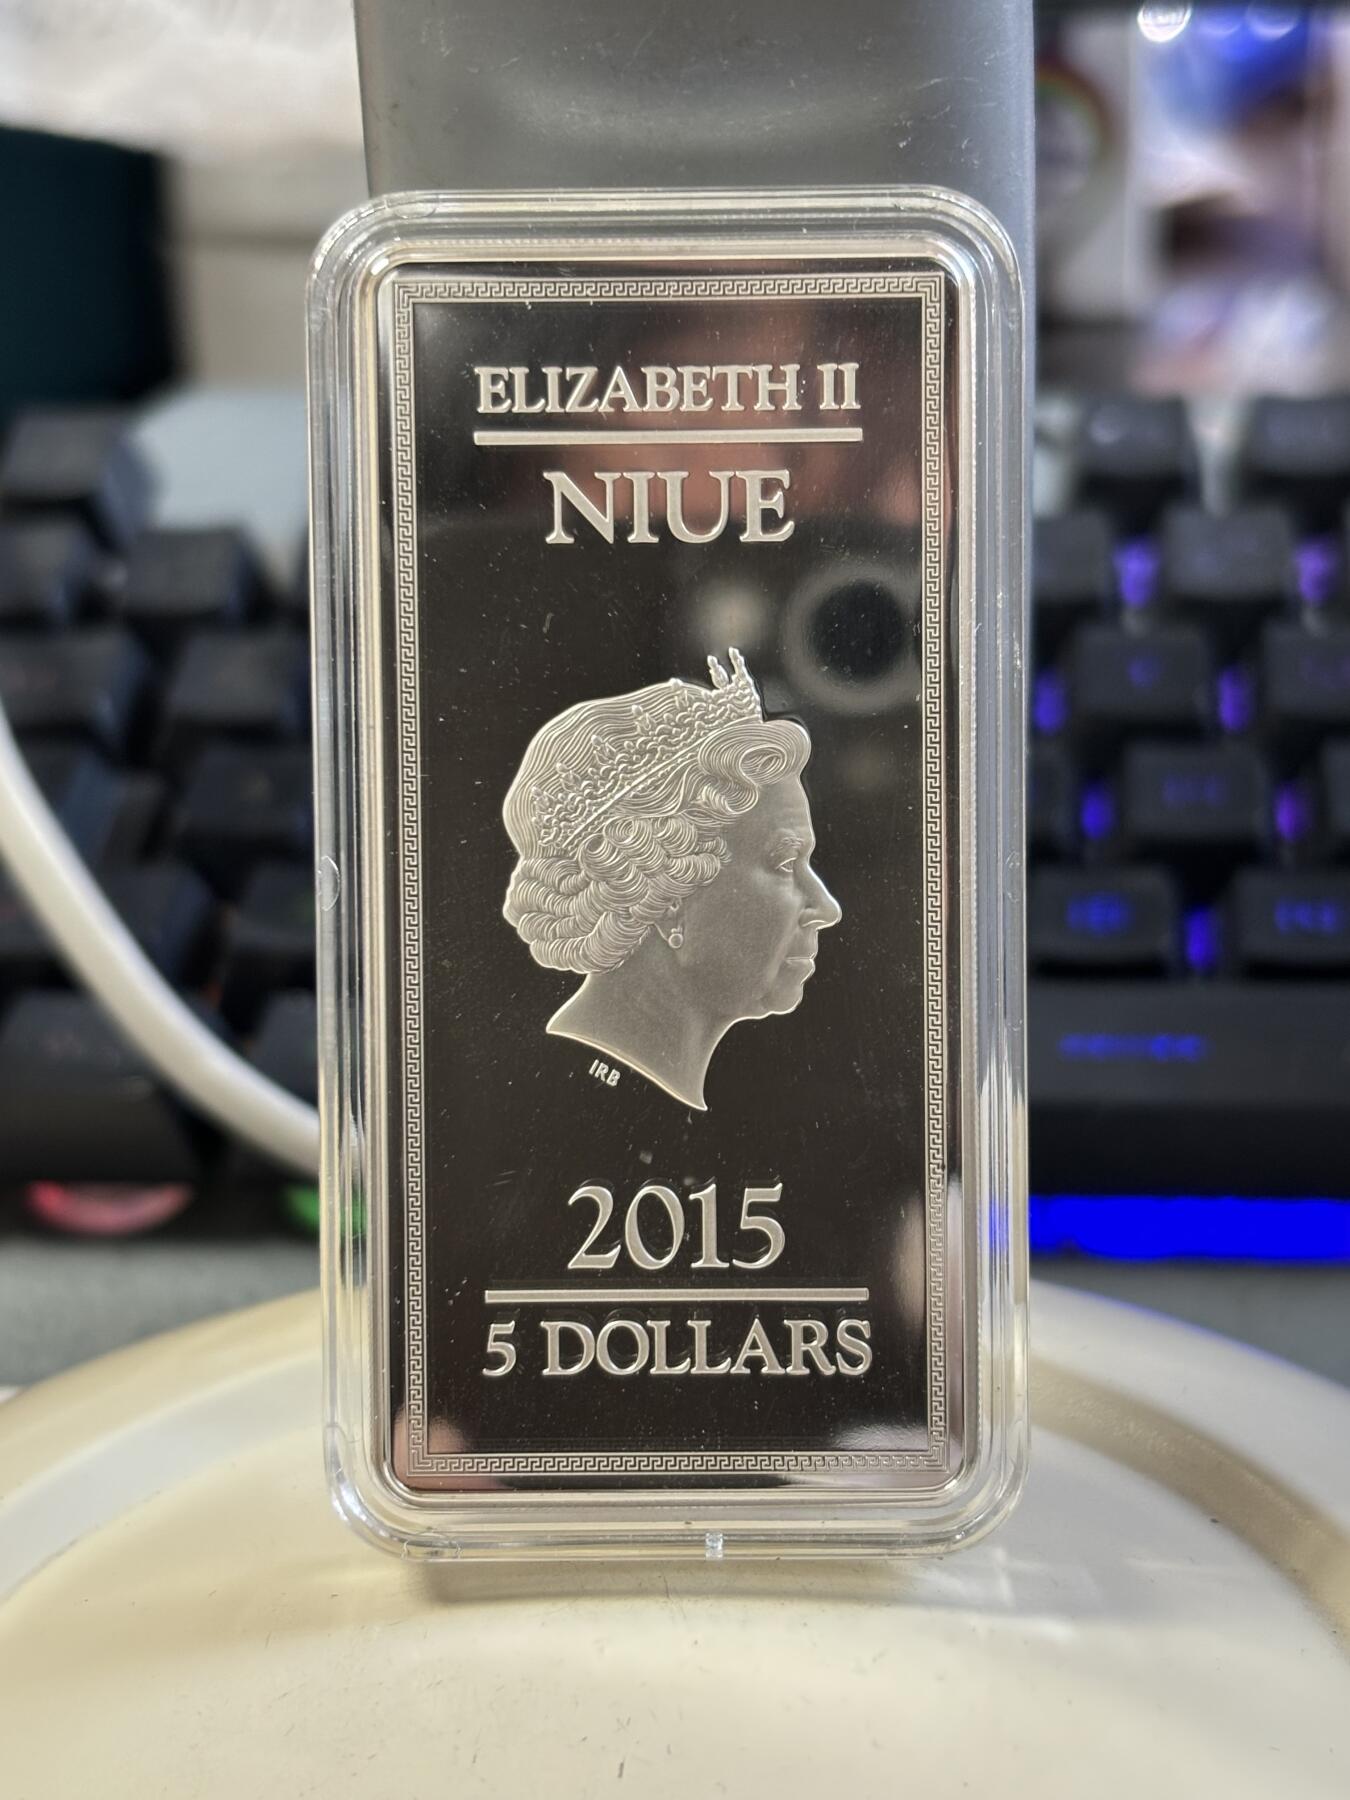 ELIZABETH II
NIUE
IRB
2015
5 DOLLARS